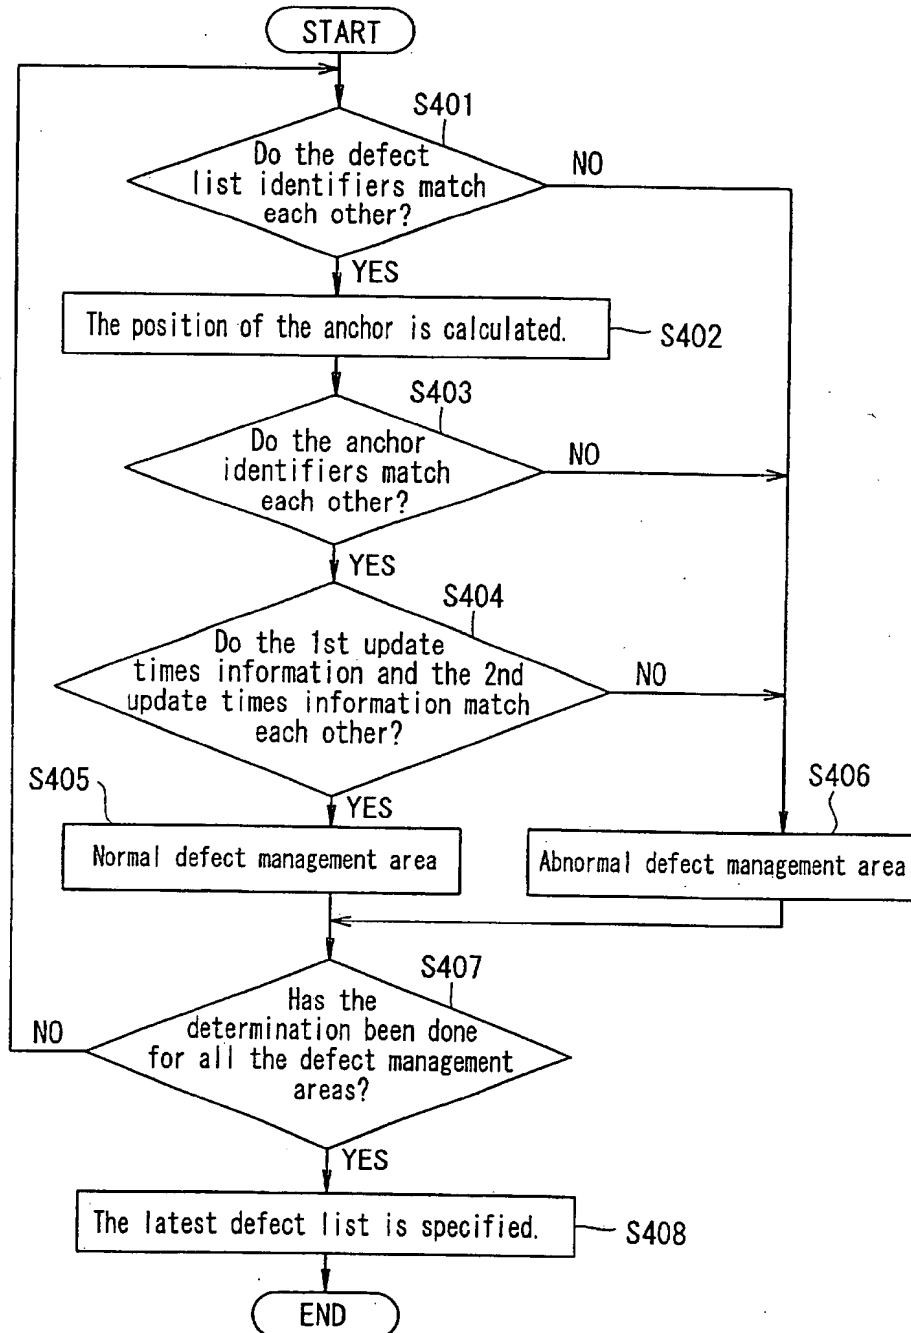 START
S401
Do the defect
list identifiers match
each other?
NO
YES
The position of the anchor is calculated.
S402
S403
Do the anchor
identifiers match
each other?
NO
YES
S404
Do the 1st update
times information and the 2nd
update times information match
each other?
NO
S405
YES
S406
Normal defect management area
Abnormal defect management area
S407
Has the
determination been done
for all the defect management
areas?
NO
YES
The latest defect list is specified.
S408
END